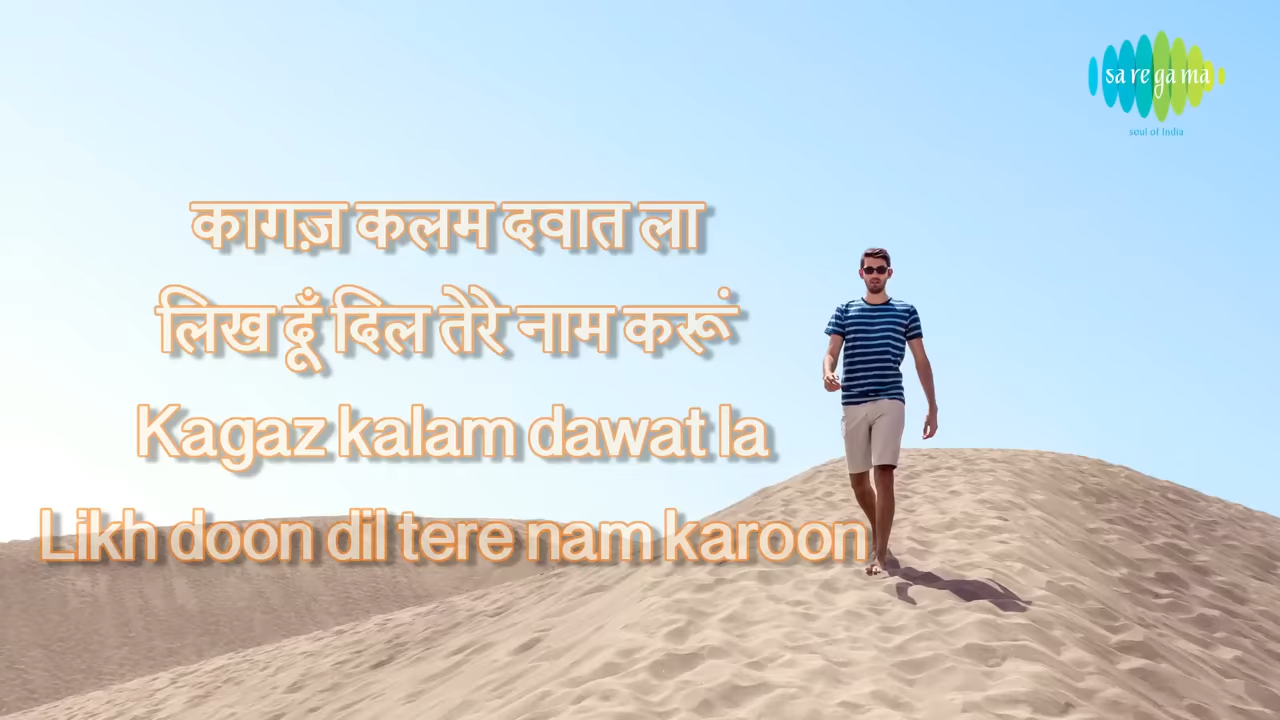 sa re ga ma
soul of India
कागज़ कलम दवात ला
लिख दूँ दिल तेरे नाम करूं
Kagaz kalam dawat la
Likh doon dil tere nam karoon